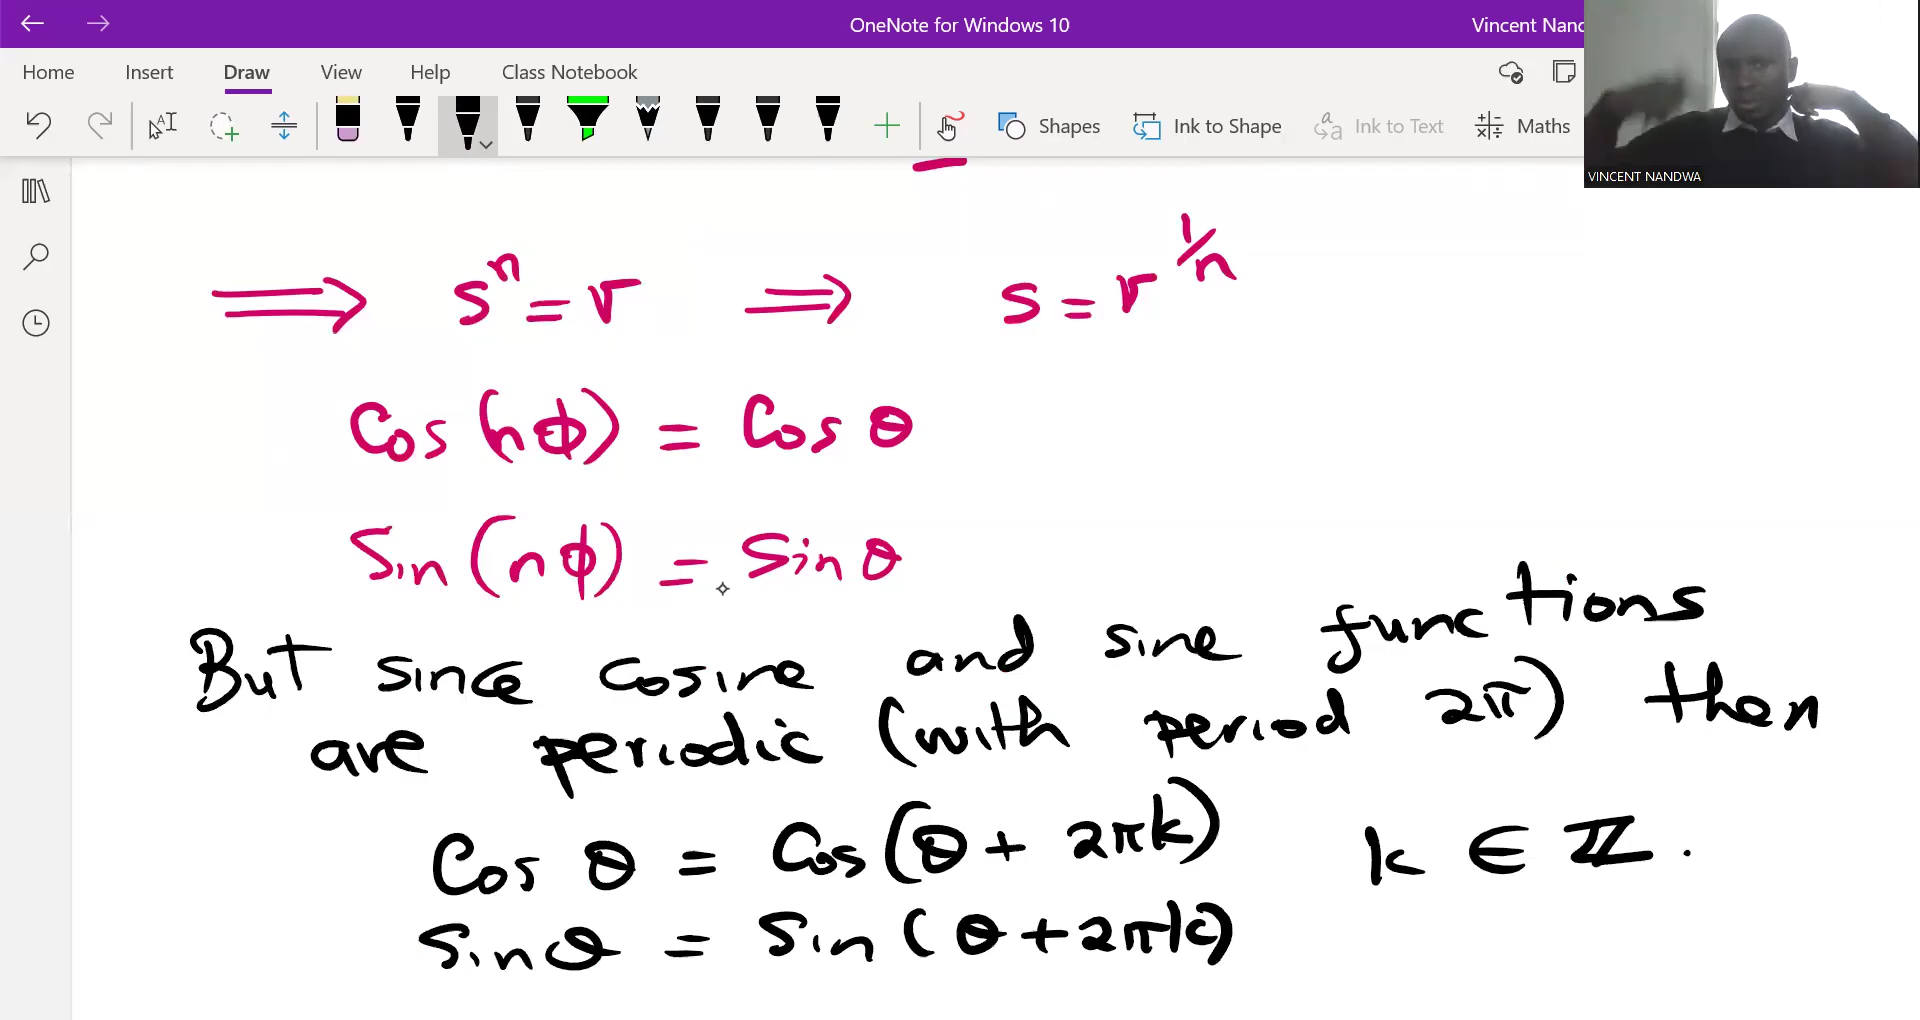 OneNote for Windows 10
Vincent Nand
Home Insert Draw View Help Class Notebook
Shapes Ink to Shape Ink to Text Maths
VINCENT NANDWA
⟹ sⁿ = r ⟹ s = r^1/n
Cos (nϕ) = Cos θ
Sin (nϕ) = Sin θ
But since cosine and sine functions
are periodic (with period 2π) then
Cos θ = Cos (θ + 2πk) k ∈ ℤ.
Sin θ = Sin (θ + 2πk)